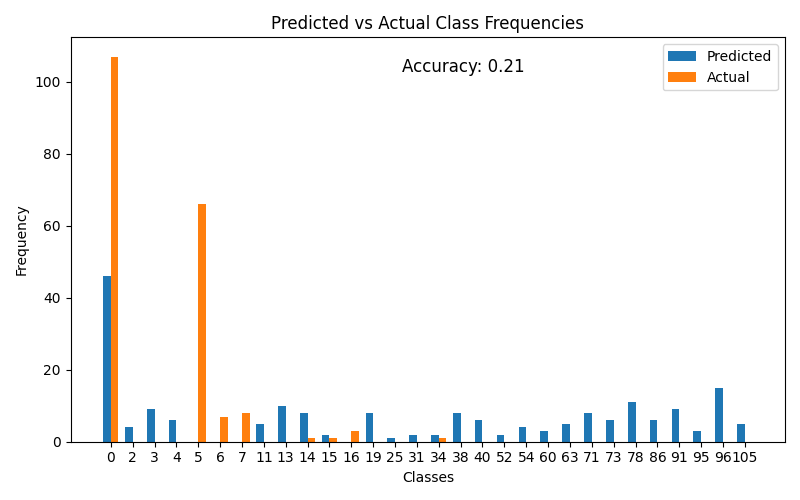 Predicted vs Actual Class Frequencies
Accuracy: 0.21
Predicted
Actual
Frequency
100
80
60
40
20
0
0 2 3 4 5 6 7 11 13 14 15 16 19 25 31 34 38 40 52 54 60 63 71 73 78 86 91 95 96 105
Classes